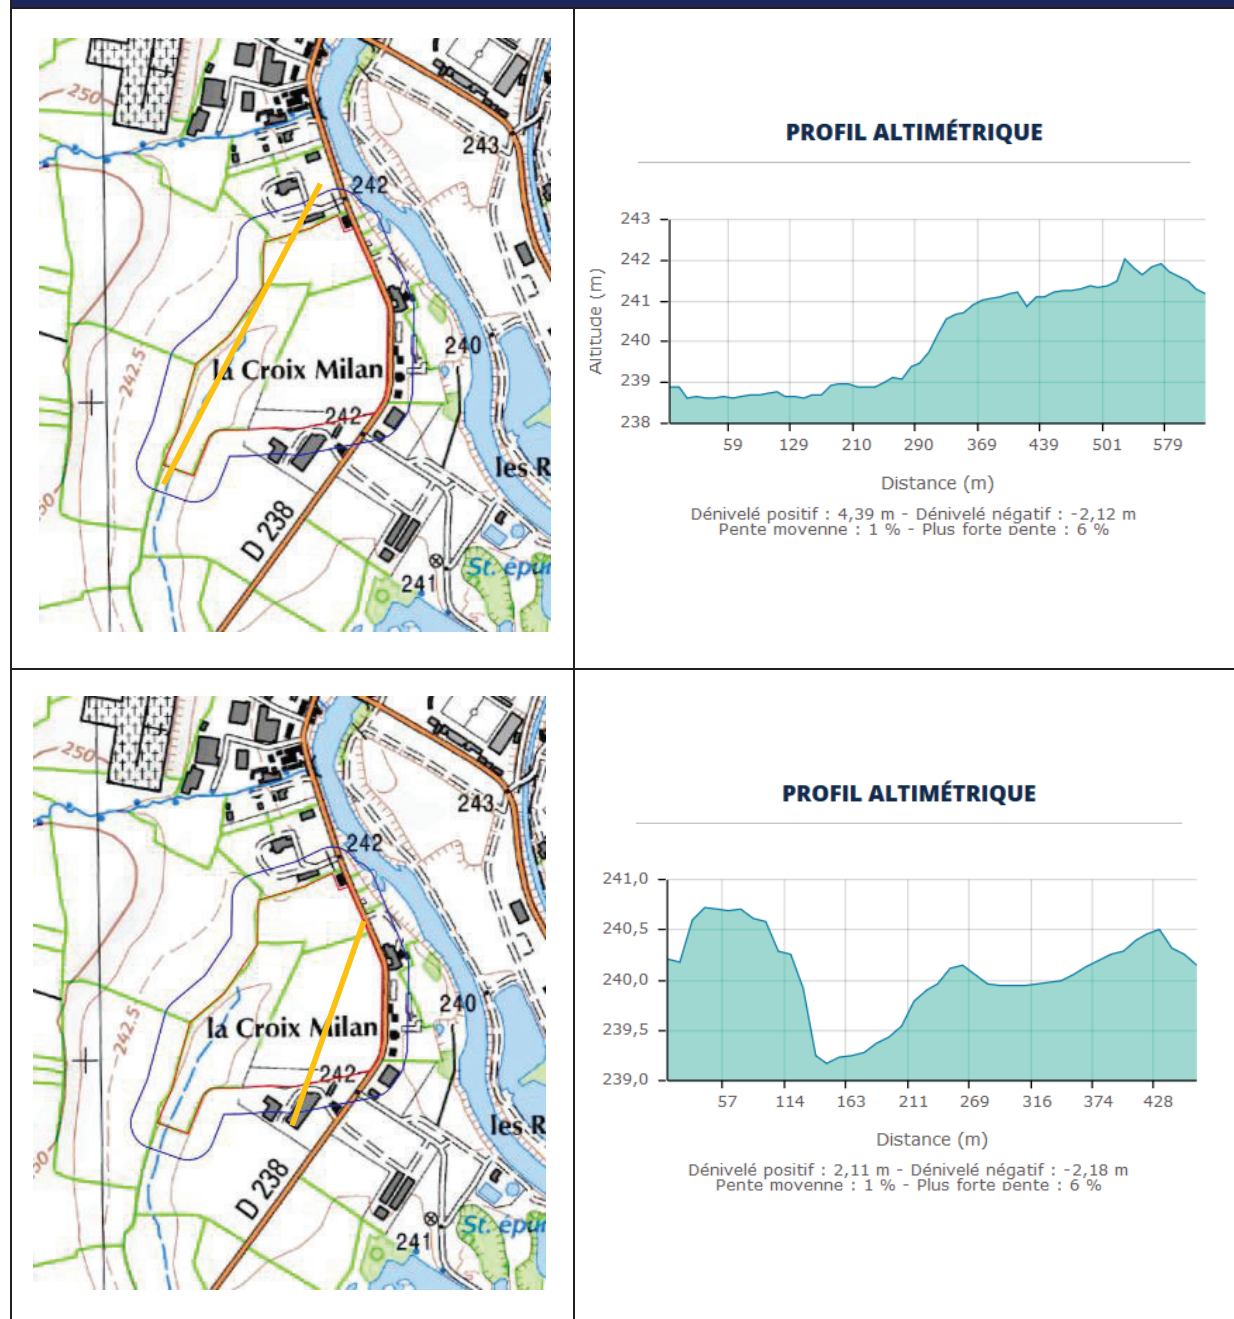 250
243
242
240
242.5
la Croix Milan
242
les R
D 238
St. épu
241
50
PROFIL ALTIMÉTRIQUE
243
242
241
240
239
238
Altitude (m)
59 129 210 290 369 439 501 579
Distance (m)
Dénivelé positif : 4,39 m - Dénivelé négatif : -2,12 m
Pente moyenne : 1 % - Plus forte pente : 6 %
250
243
242
240
242.5
la Croix Milan
242
les R
D 238
St. épu
241
50
PROFIL ALTIMÉTRIQUE
241,0
240,5
240,0
239,5
239,0
57 114 163 211 269 316 374 428
Distance (m)
Dénivelé positif : 2,11 m - Dénivelé négatif : -2,18 m
Pente moyenne : 1 % - Plus forte pente : 6 %